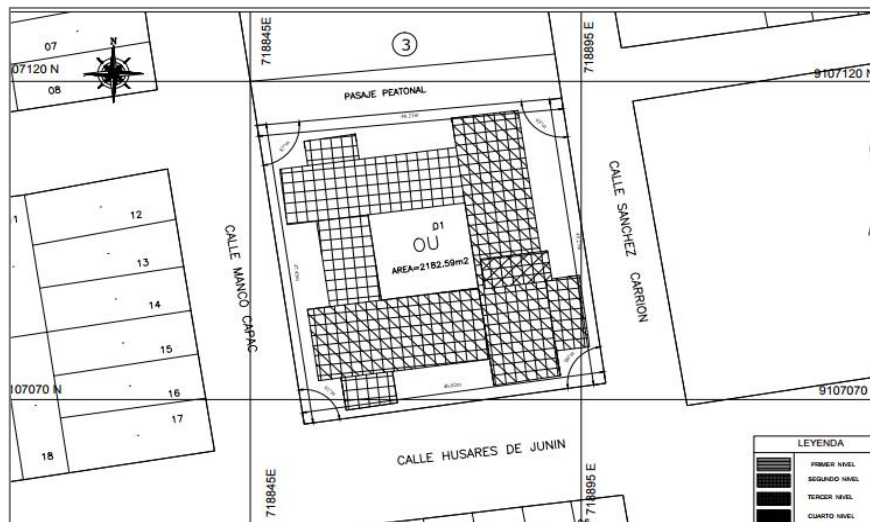 718845E
718895 E
3
07
N
07120 N
9107120 N
08
PASAJE PEATONAL
12
13
14
15
16
17
18
CALLE MANCO CAPAC
CALLE SANCHEZ CARRION
01
OU
AREA=2182.59m2
107070 N
9107070
CALLE HUSARES DE JUNIN
718845E
718895 E
LEYENDA
PRIMER NIVEL
SEGUNDO NIVEL
TERCER NIVEL
CUARTO NIVEL